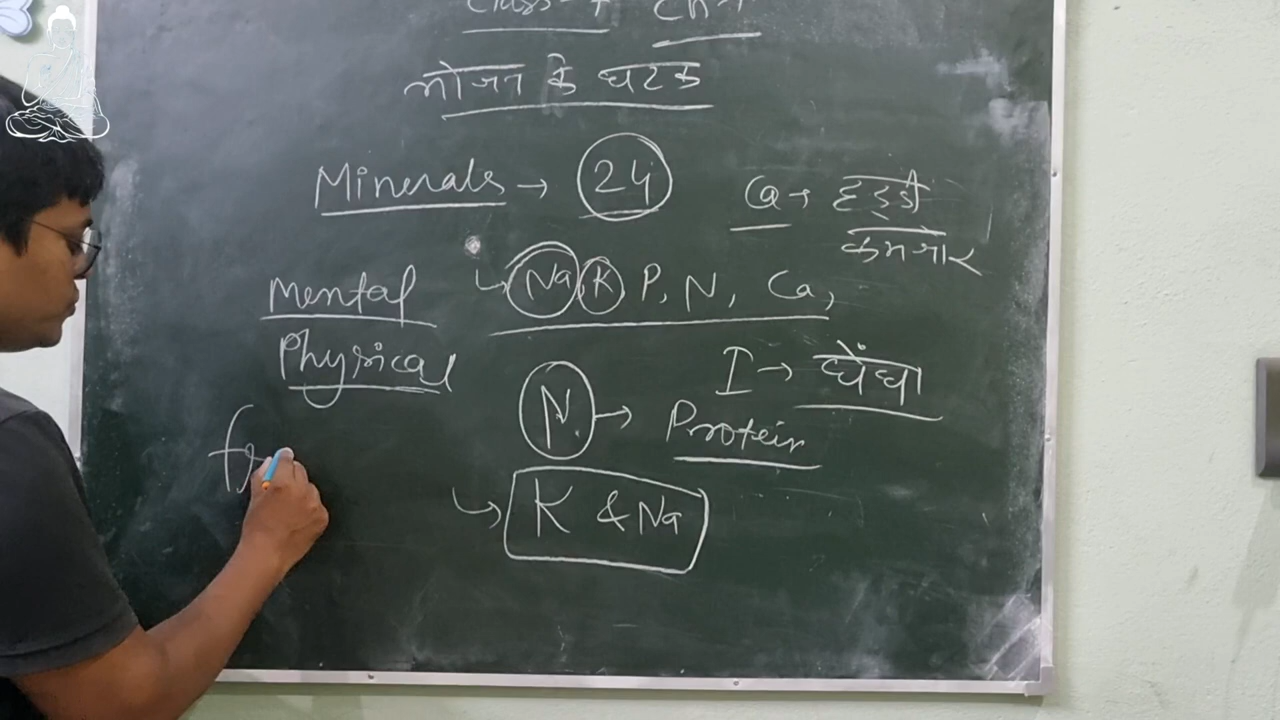 भोजन के घटक
Minerals → 24
Ca → हड्डी
कमजोर
Na, K, P, N, Ca,
Mental
Physical
I → घेंघा
N. → Protein
K & Na